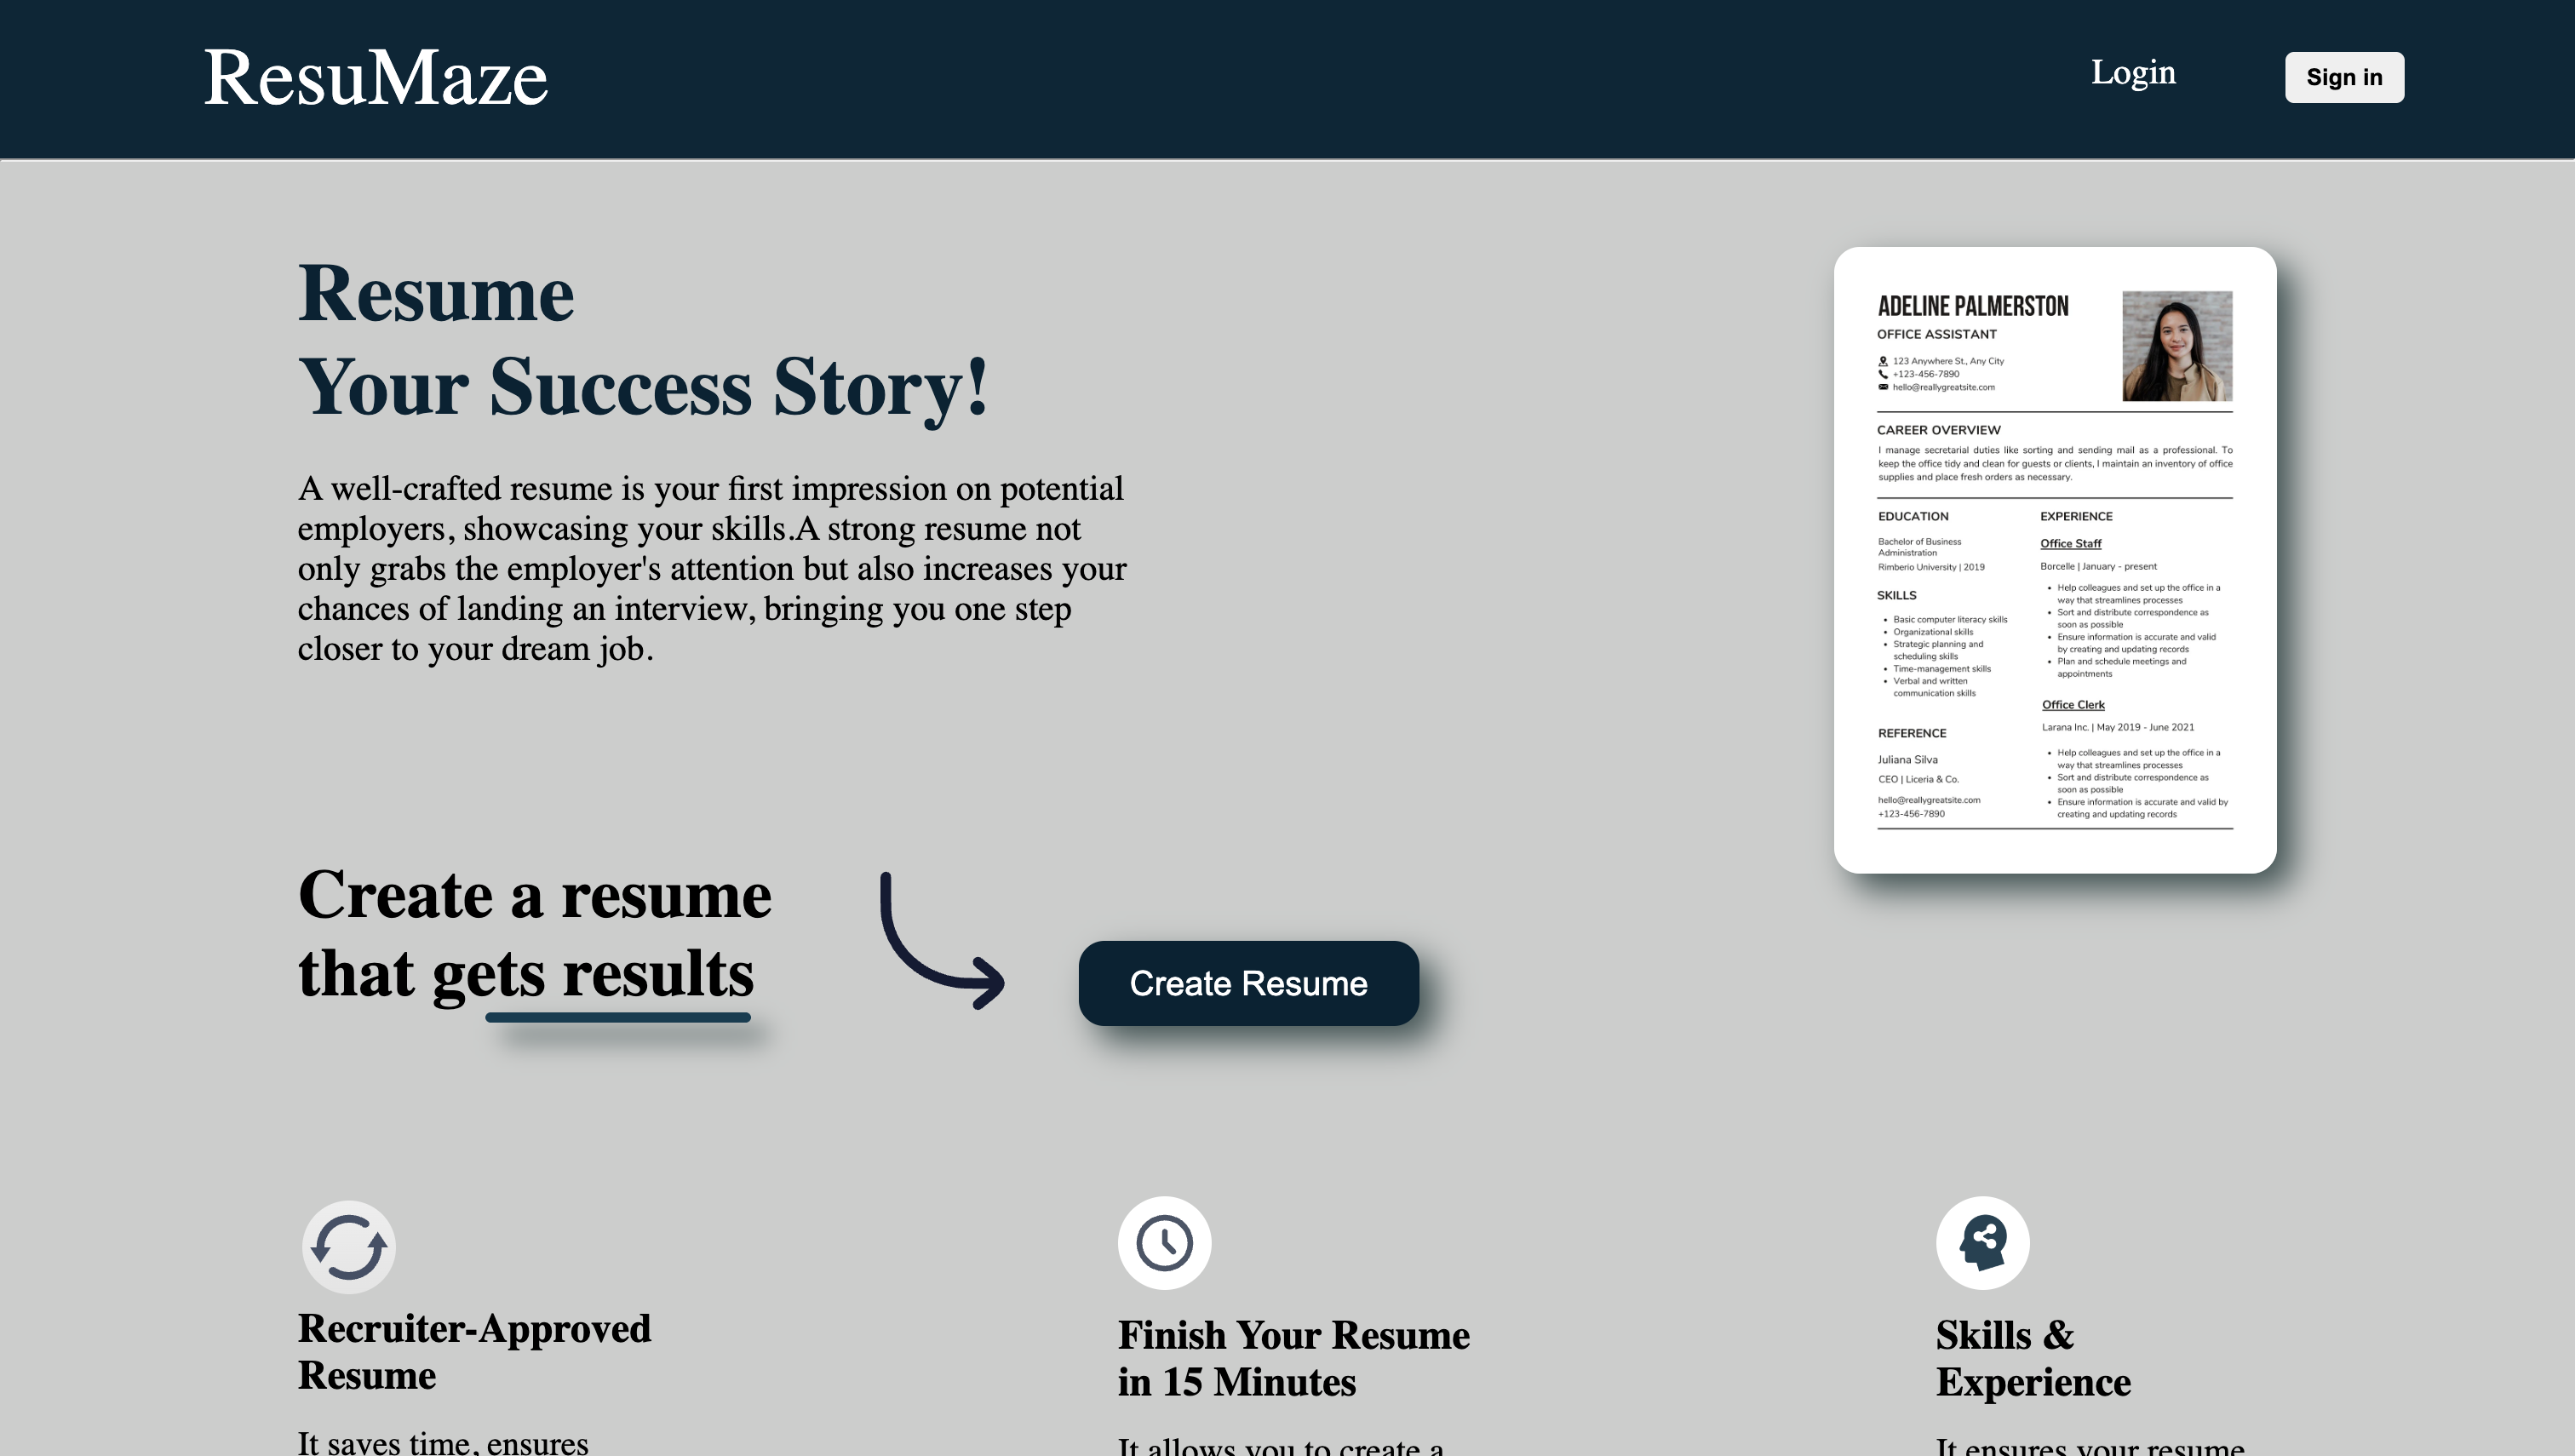 ResuMaze
Login
Sign in
Resume
Your Success Story!
A well-crafted resume is your first impression on potential
employers, showcasing your skills.A strong resume not
only grabs the employer's attention but also increases your
chances of landing an interview, bringing you one step
closer to your dream job.
ADELINE PALMERSTON
OFFICE ASSISTANT
123 Anywhere St., Any City
+123-456-7890
hello@reallygreatsite.com
CAREER OVERVIEW
I manage secretarial duties like sorting and sending mail as a professional. To
keep the office tidy and clean for guests or clients, I maintain an inventory of office
supplies and place fresh orders as necessary.
EDUCATION
Bachelor of Business
Administration
Rimberio University | 2019
SKILLS
• Basic computer literacy skills
• Organizational skills
• Strategic planning and
scheduling skills
• Time-management skills
• Verbal and written
communication skills
REFERENCE
Juliana Silva
CEO | Liceria & Co.
hello@reallygreatsite.com
+123-456-7890
EXPERIENCE
Office Staff
Borcelle | January - present
• Help colleagues and set up the office in a
way that streamlines processes
• Sort and distribute correspondence as
soon as possible
• Ensure information is accurate and valid
by creating and updating records
• Plan and schedule meetings and
appointments
Office Clerk
Larana Inc. | May 2019 - June 2021
• Help colleagues and set up the office in a
way that streamlines processes
• Sort and distribute correspondence as
soon as possible
• Ensure information is accurate and valid by
creating and updating records
Create a resume
that gets results
Create Resume
Recruiter-Approved
Resume
It saves time, ensures
Finish Your Resume
in 15 Minutes
It allows you to create a
Skills &
Experience
It ensures your resume